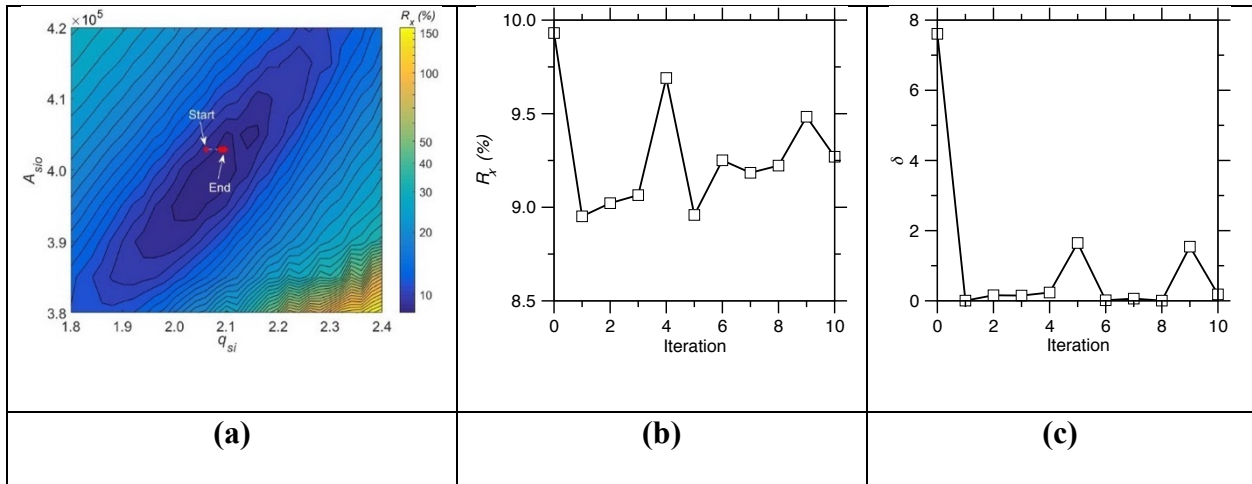 ×10⁵
R_x (%)
4.2
4.1
4.0
3.9
3.8
A_sio
Start
End
1.8 1.9 2.0 2.1 2.2 2.3 2.4
q_si
150
100
50
40
30
20
10
10.0
9.5
9.0
8.5
R_x (%)
0 2 4 6 8 10
Iteration
8
6
4
2
0
δ
0 2 4 6 8 10
Iteration
(a) (b) (c)